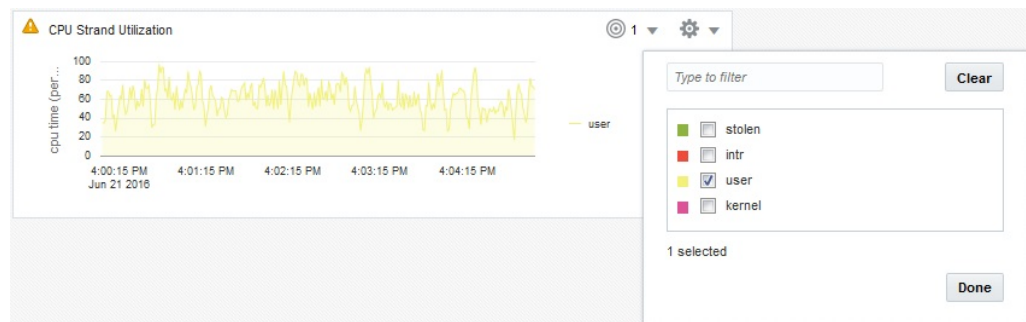 CPU Strand Utilization
1
cpu time (per...
100
80
60
40
20
0
4:00:15 PM
Jun 21 2016
4:01:15 PM
4:02:15 PM
4:03:15 PM
4:04:15 PM
user
Type to filter
Clear
stolen
intr
user
kernel
1 selected
Done